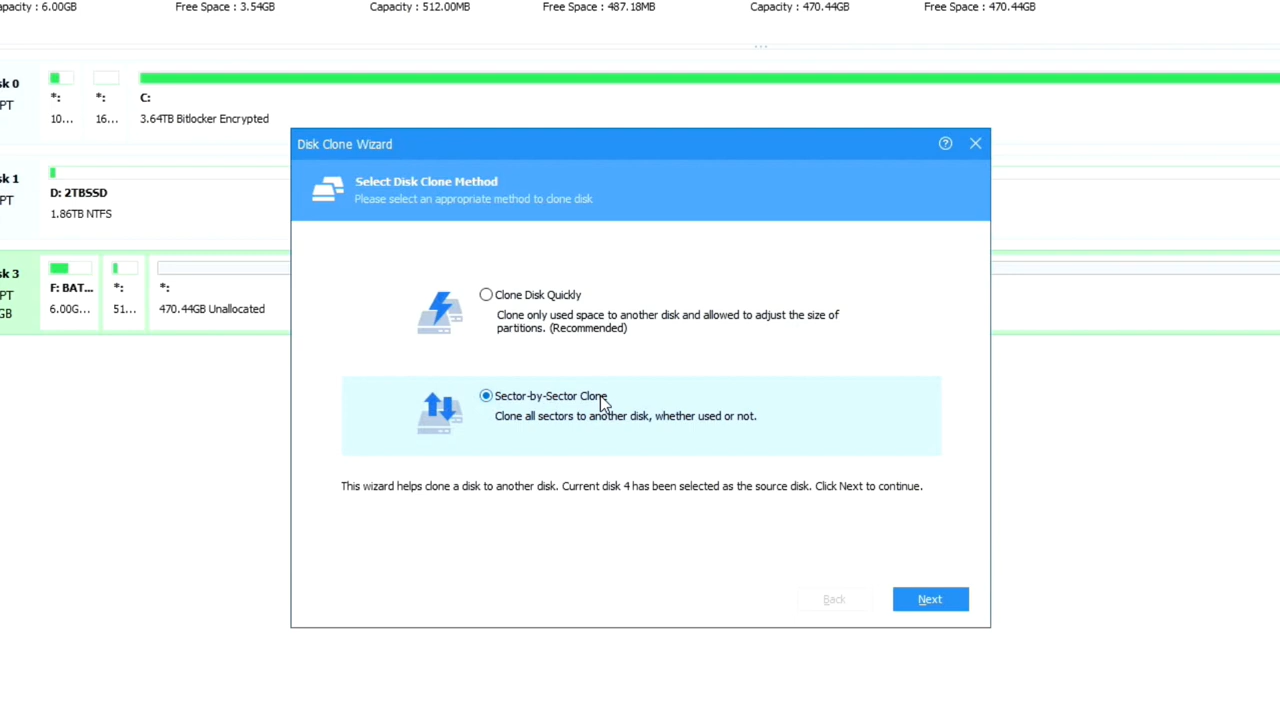 apacity : 6.00GB Free Space : 3.54GB Capacity : 512.00MB Free Space : 487.18MB Capacity : 470.44GB Free Space : 470.44GB
...
sk 0
PT
*:
10...
*:
16...
C:
3.64TB Bitlocker Encrypted
sk 1
PT
D: 2TBSSD
1.86TB NTFS
sk 3
PT
GB
F: BAT...
6.00G...
*:
51...
*:
470.44GB Unallocated
Disk Clone Wizard
Select Disk Clone Method
Please select an appropriate method to clone disk
Clone Disk Quickly
Clone only used space to another disk and allowed to adjust the size of
partitions. (Recommended)
Sector-by-Sector Clone
Clone all sectors to another disk, whether used or not.
This wizard helps clone a disk to another disk. Current disk 4 has been selected as the source disk. Click Next to continue.
Back
Next